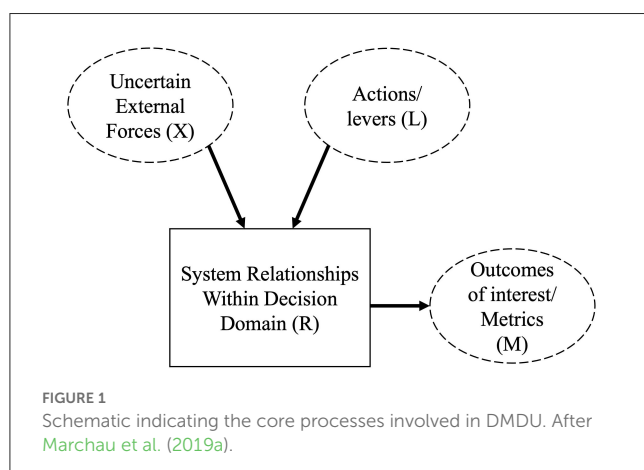 Uncertain
External
Forces (X)
Actions/
levers (L)
System Relationships
Within Decision
Domain (R)
Outcomes
of interest/
Metrics
(M)
FIGURE 1
Schematic indicating the core processes involved in DMDU. After
Marchau et al. (2019a).